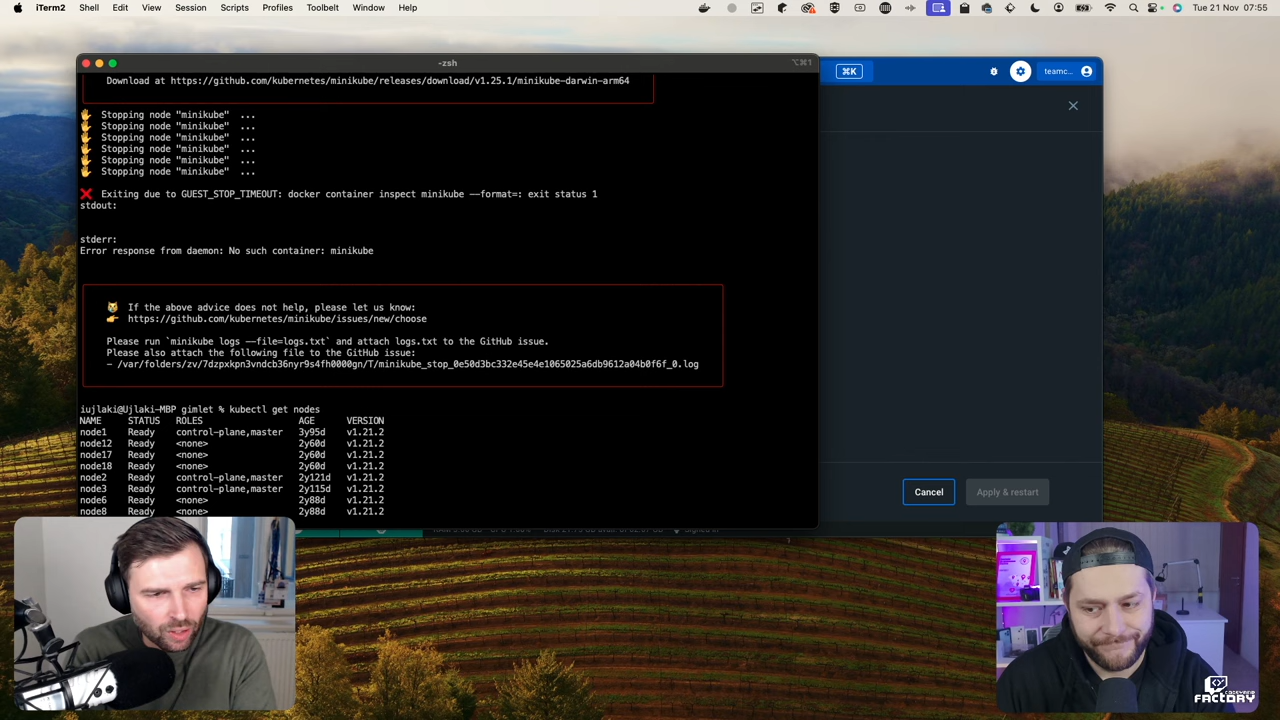 iTerm2 Shell Edit View Session Scripts Profiles Toolbelt Window Help
Tue 21 Nov 07:55
-zsh
⌥⌘1
Download at https://github.com/kubernetes/minikube/releases/download/v1.25.1/minikube-darwin-arm64
⌘K
teamc...
✋ Stopping node "minikube" ...
✋ Stopping node "minikube" ...
✋ Stopping node "minikube" ...
✋ Stopping node "minikube" ...
✋ Stopping node "minikube" ...
✋ Stopping node "minikube" ...
❌ Exiting due to GUEST_STOP_TIMEOUT: docker container inspect minikube --format=: exit status 1
stdout:
stderr:
Error response from daemon: No such container: minikube
😿 If the above advice does not help, please let us know:
👉 https://github.com/kubernetes/minikube/issues/new/choose
Please run `minikube logs --file=logs.txt` and attach logs.txt to the GitHub issue.
Please also attach the following file to the GitHub issue:
- /var/folders/zv/7dzpxkpn3vndcb36nyr9s4fh0000gn/T/minikube_stop_0e50d3bc332e45e4e1065025a6db9612a04b0f6f_0.log
iujlaki@Ujlaki-MBP gimlet % kubectl get nodes
NAME STATUS ROLES AGE VERSION
node1 Ready control-plane,master 3y95d v1.21.2
node12 Ready <none> 2y60d v1.21.2
node17 Ready <none> 2y60d v1.21.2
node18 Ready <none> 2y60d v1.21.2
node2 Ready control-plane,master 2y121d v1.21.2
node3 Ready control-plane,master 2y115d v1.21.2
node6 Ready <none> 2y88d v1.21.2
node8 Ready <none> 2y88d v1.21.2
Cancel
Apply & restart
FACTORY